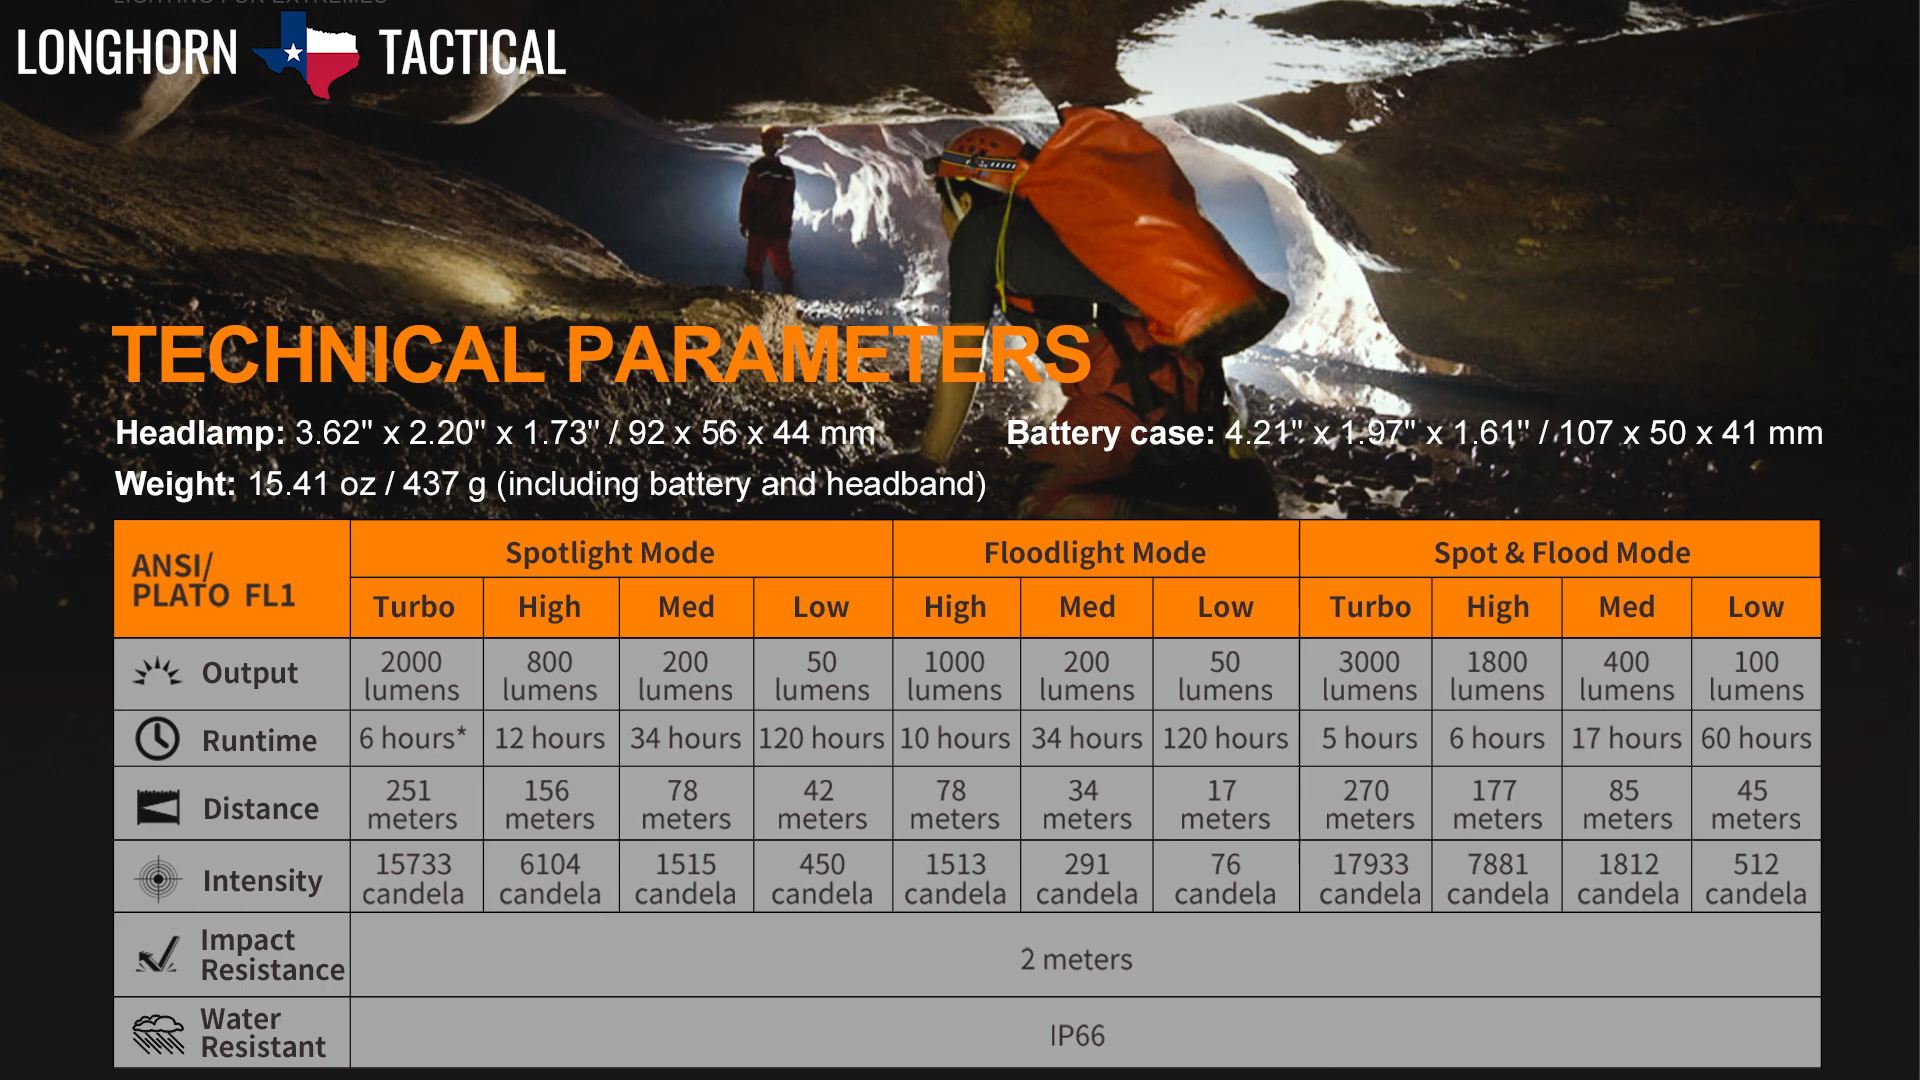 LIGHTING FOR EXTREMES
LONGHORN TACTICAL
TECHNICAL PARAMETERS
Headlamp: 3.62" x 2.20" x 1.73" / 92 x 56 x 44 mm Battery case: 4.21" x 1.97" x 1.61" / 107 x 50 x 41 mm
Weight: 15.41 oz / 437 g (including battery and headband)
ANSI/
PLATO FL1
Spotlight Mode Floodlight Mode Spot & Flood Mode
Turbo High Med Low High Med Low Turbo High Med Low
Output 2000 lumens 800 lumens 200 lumens 50 lumens 1000 lumens 200 lumens 50 lumens 3000 lumens 1800 lumens 400 lumens 100 lumens
Runtime 6 hours* 12 hours 34 hours 120 hours 10 hours 34 hours 120 hours 5 hours 6 hours 17 hours 60 hours
Distance 251 meters 156 meters 78 meters 42 meters 78 meters 34 meters 17 meters 270 meters 177 meters 85 meters 45 meters
Intensity 15733 candela 6104 candela 1515 candela 450 candela 1513 candela 291 candela 76 candela 17933 candela 7881 candela 1812 candela 512 candela
Impact
Resistance
2 meters
Water
Resistant
IP66